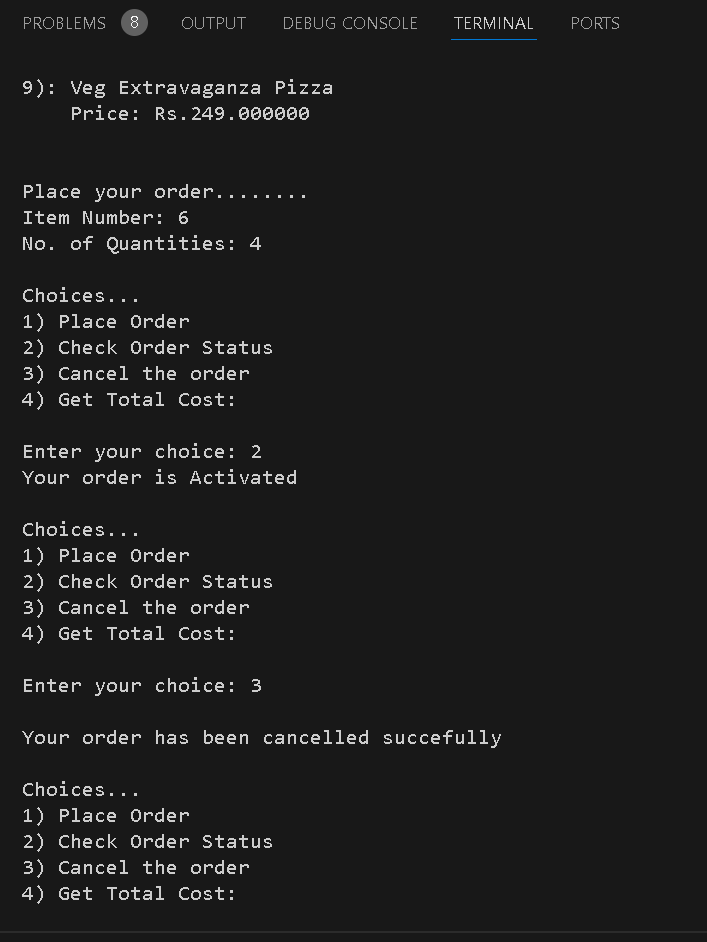 PROBLEMS 8 OUTPUT DEBUG CONSOLE TERMINAL PORTS
9): Veg Extravaganza Pizza
Price: Rs.249.000000
Place your order........
Item Number: 6
No. of Quantities: 4
Choices...
1) Place Order
2) Check Order Status
3) Cancel the order
4) Get Total Cost:
Enter your choice: 2
Your order is Activated
Choices...
1) Place Order
2) Check Order Status
3) Cancel the order
4) Get Total Cost:
Enter your choice: 3
Your order has been cancelled succefully
Choices...
1) Place Order
2) Check Order Status
3) Cancel the order
4) Get Total Cost: